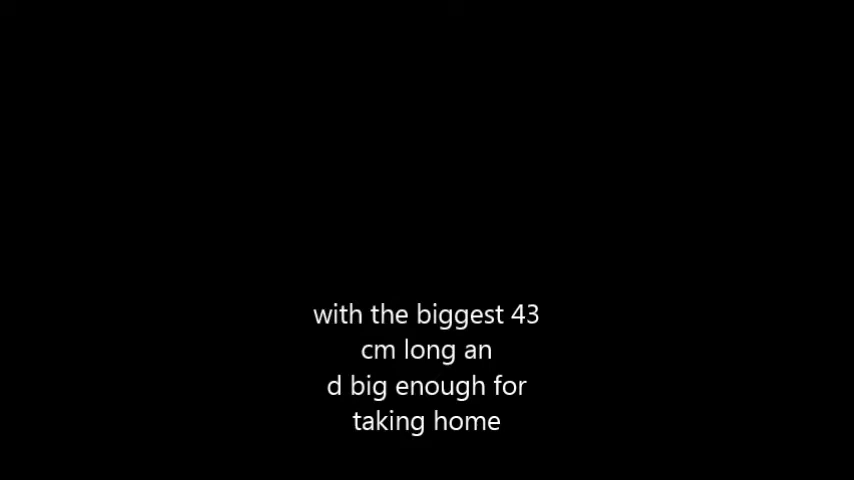 with the biggest 43
cm long an
d big enough for
taking home